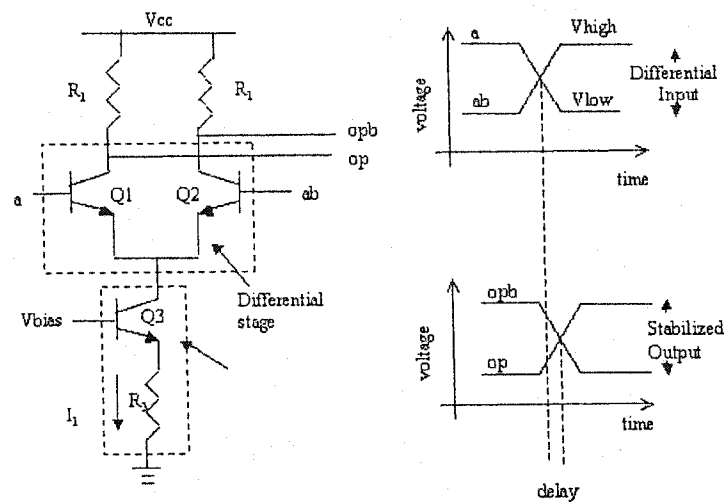 Vcc
R1
R1
opb
op
a
Q1
Q2
ab
Differential
stage
Vbias
Q3
I1
voltage
a
ab
Vhigh
Vlow
Differential
Input
time
voltage
opb
op
Stabilized
Output
time
delay